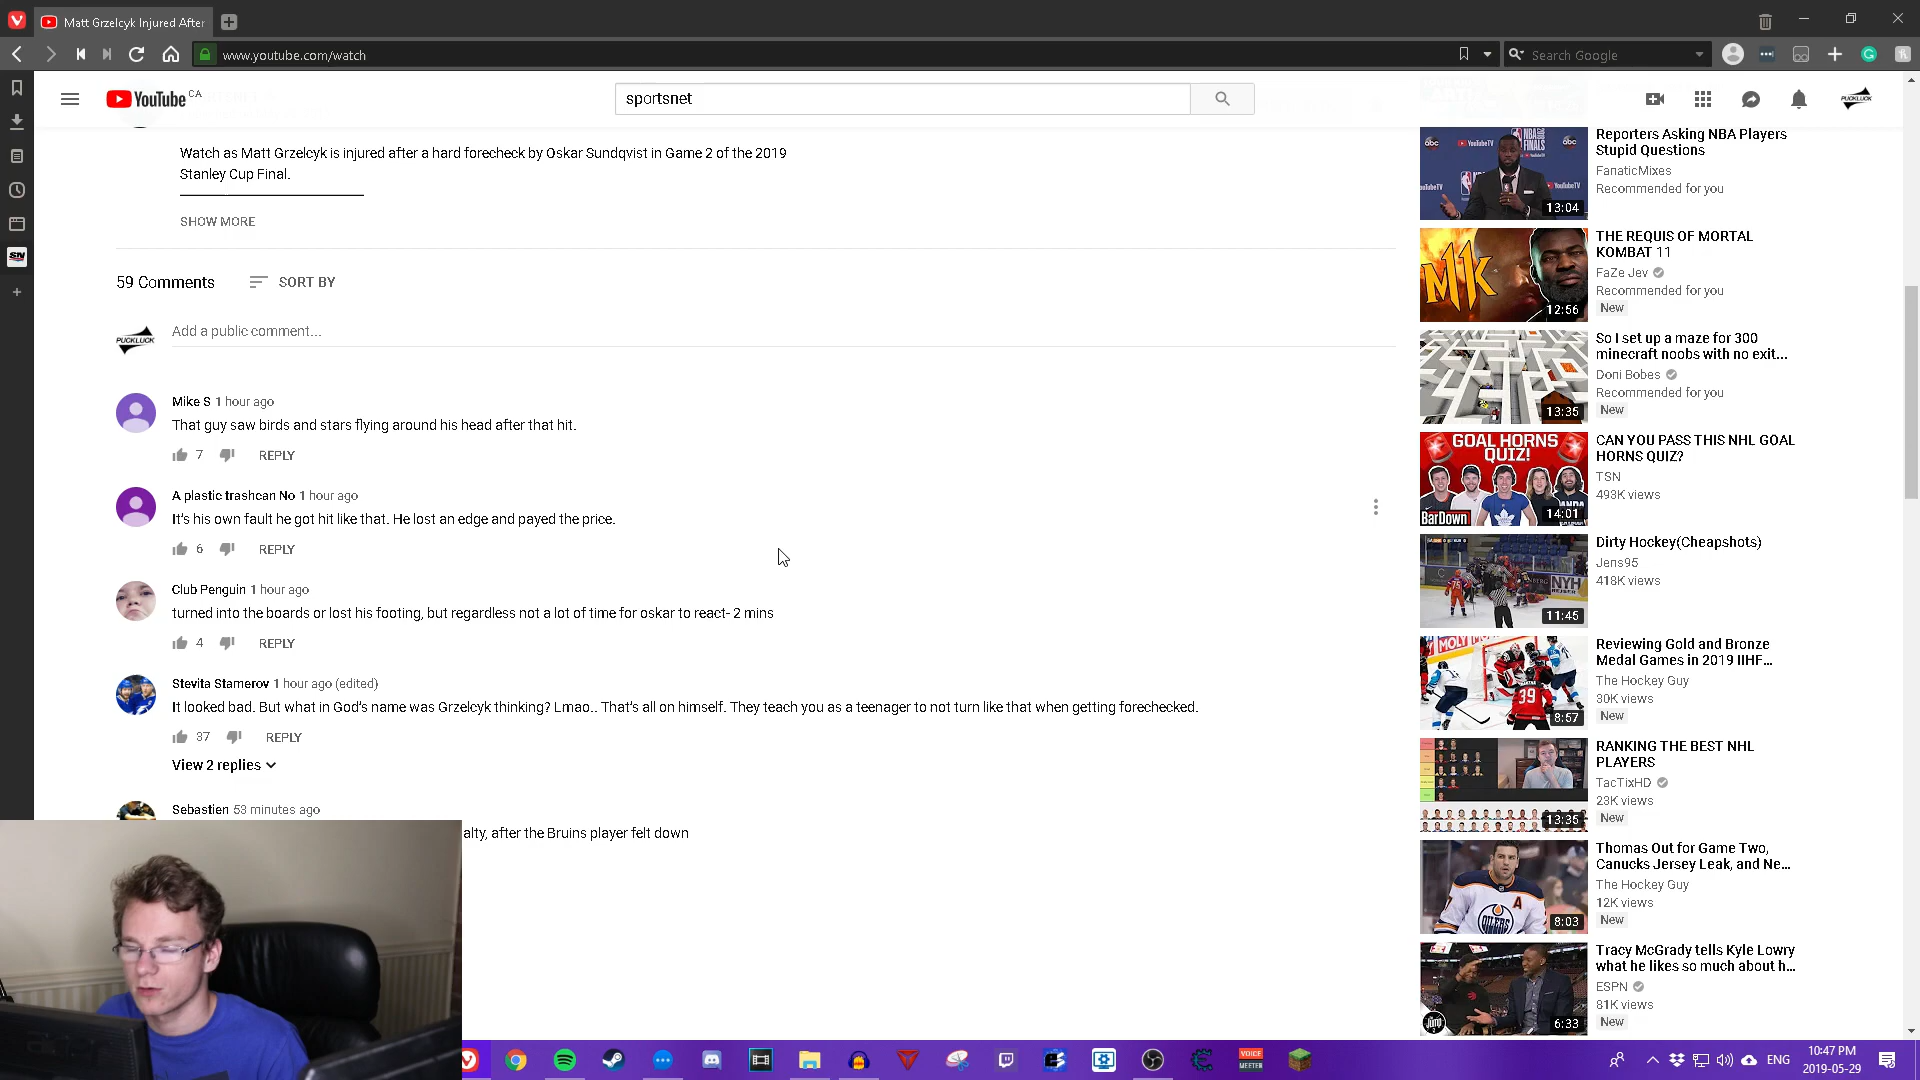 Matt Grzelcyk Injured After
www.youtube.com/watch
Search Google
YouTube CA
sportsnet
PUCKLUCK
Watch as Matt Grzelcyk is injured after a hard forecheck by Oskar Sundqvist in Game 2 of the 2019
Stanley Cup Final.
SHOW MORE
59 Comments
SORT BY
PUCKLUCK
Add a public comment...
Mike S 1 hour ago
That guy saw birds and stars flying around his head after that hit.
7 REPLY
A plastic trashcan No 1 hour ago
It's his own fault he got hit like that. He lost an edge and payed the price.
6 REPLY
Club Penguin 1 hour ago
turned into the boards or lost his footing, but regardless not a lot of time for oskar to react- 2 mins
4 REPLY
Stevita Stamerov 1 hour ago (edited)
It looked bad. But what in God's name was Grzelcyk thinking? Lmao.. That's all on himself. They teach you as a teenager to not turn like that when getting forechecked.
37 REPLY
View 2 replies
Sebastien 53 minutes ago
alty, after the Bruins player felt down
Reporters Asking NBA Players
Stupid Questions
FanaticMixes
Recommended for you
13:04
THE REQUIS OF MORTAL
KOMBAT 11
FaZe Jev
Recommended for you
New
12:56
So I set up a maze for 300
minecraft noobs with no exit...
Doni Bobes
Recommended for you
New
13:35
GOAL HORNS
QUIZ!
BarDown
14:01
CAN YOU PASS THIS NHL GOAL
HORNS QUIZ?
TSN
493K views
Dirty Hockey(Cheapshots)
Jens95
418K views
11:45
Reviewing Gold and Bronze
Medal Games in 2019 IIHF...
The Hockey Guy
30K views
New
8:57
RANKING THE BEST NHL
PLAYERS
TacTixHD
23K views
New
13:35
Thomas Out for Game Two,
Canucks Jersey Leak, and Ne...
The Hockey Guy
12K views
New
8:03
Tracy McGrady tells Kyle Lowry
what he likes so much about h...
ESPN
81K views
New
6:33
VOICE
MEETER
ENG
10:47 PM
2019-05-29